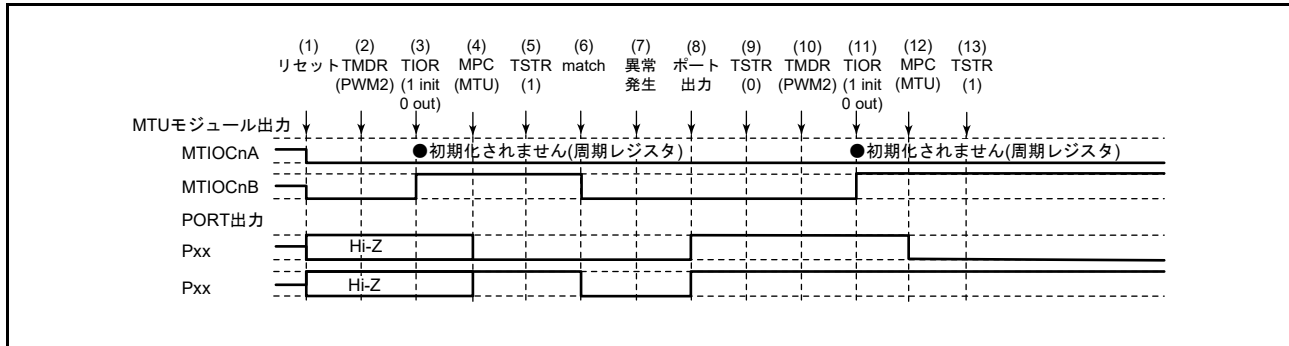 (1) (2) (3) (4) (5) (6) (7) (8) (9) (10) (11) (12) (13)
リセット TMDR TIOR MPC TSTR match 異常 ポート TSTR TMDR TIOR MPC TSTR
(PWM2) (1 init (MTU) (1) 発生 出力 (0) (PWM2) (1 init (MTU) (1)
0 out) 0 out)
MTUモジュール出力
MTIOCnA ●初期化されません(周期レジスタ) ●初期化されません(周期レジスタ)
MTIOCnB
PORT出力
Pxx Hi-Z
Pxx Hi-Z